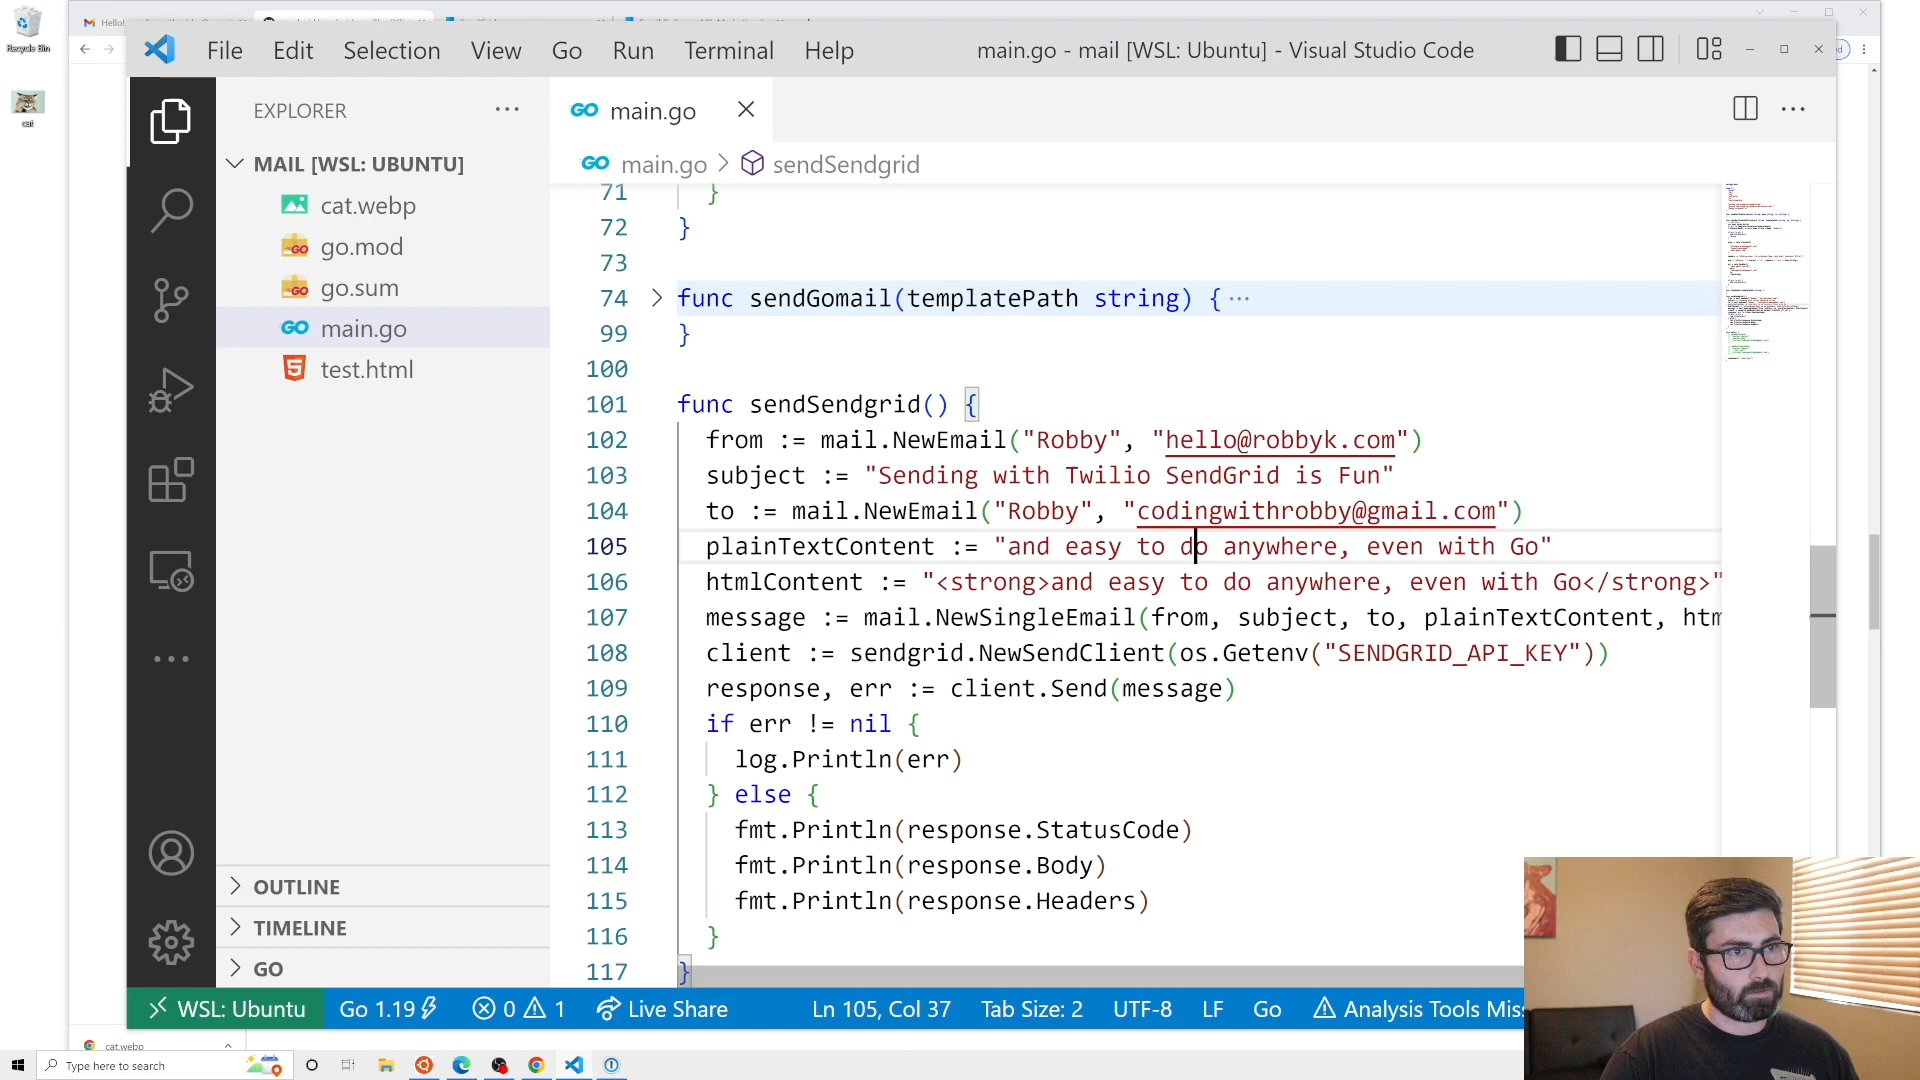 Recycle Bin
cat
Hello!
File Edit Selection View Go Run Terminal Help
main.go - mail [WSL: Ubuntu] - Visual Studio Code
EXPLORER
MAIL [WSL: UBUNTU]
cat.webp
go.mod
go.sum
main.go
test.html
OUTLINE
TIMELINE
GO
main.go
main.go > sendSendgrid
71 }
72 }
73
74 func sendGomail(templatePath string) { ···
99 }
100
101 func sendSendgrid() {
102 from := mail.NewEmail("Robby", "hello@robbyk.com")
103 subject := "Sending with Twilio SendGrid is Fun"
104 to := mail.NewEmail("Robby", "codingwithrobby@gmail.com")
105 plainTextContent := "and easy to do anywhere, even with Go"
106 htmlContent := "<strong>and easy to do anywhere, even with Go</strong>"
107 message := mail.NewSingleEmail(from, subject, to, plainTextContent, htm
108 client := sendgrid.NewSendClient(os.Getenv("SENDGRID_API_KEY"))
109 response, err := client.Send(message)
110 if err != nil {
111 log.Println(err)
112 } else {
113 fmt.Println(response.StatusCode)
114 fmt.Println(response.Body)
115 fmt.Println(response.Headers)
116 }
117 }
WSL: Ubuntu Go 1.19 0 1 Live Share Ln 105, Col 37 Tab Size: 2 UTF-8 LF Go Analysis Tools Miss
cat.webp
Type here to search